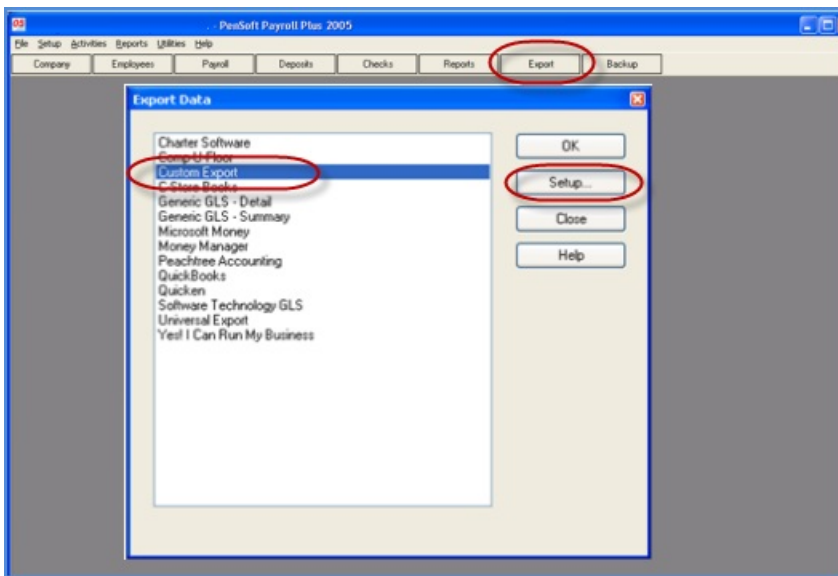 05 . - PenSoft Payroll Plus 2005
File Setup Activities Reports Utilities Help
Company Employees Payroll Deposits Checks Reports Export Backup
Export Data
Charter Software
Comp U Floor
Custom Export
C Store Books
Generic GLS - Detail
Generic GLS - Summary
Microsoft Money
Money Manager
Peachtree Accounting
QuickBooks
Quicken
Software Technology GLS
Universal Export
Yes! I Can Run My Business
OK
Setup...
Close
Help